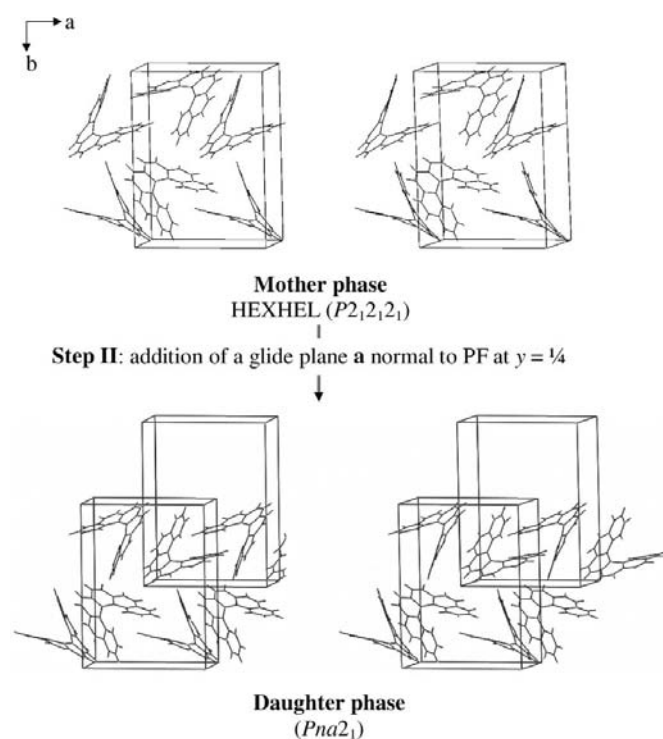 a
b
Mother phase
HEXHEL (P2₁2₁2₁)
Step II: addition of a glide plane a normal to PF at y = ¼
Daughter phase
(Pna2₁)